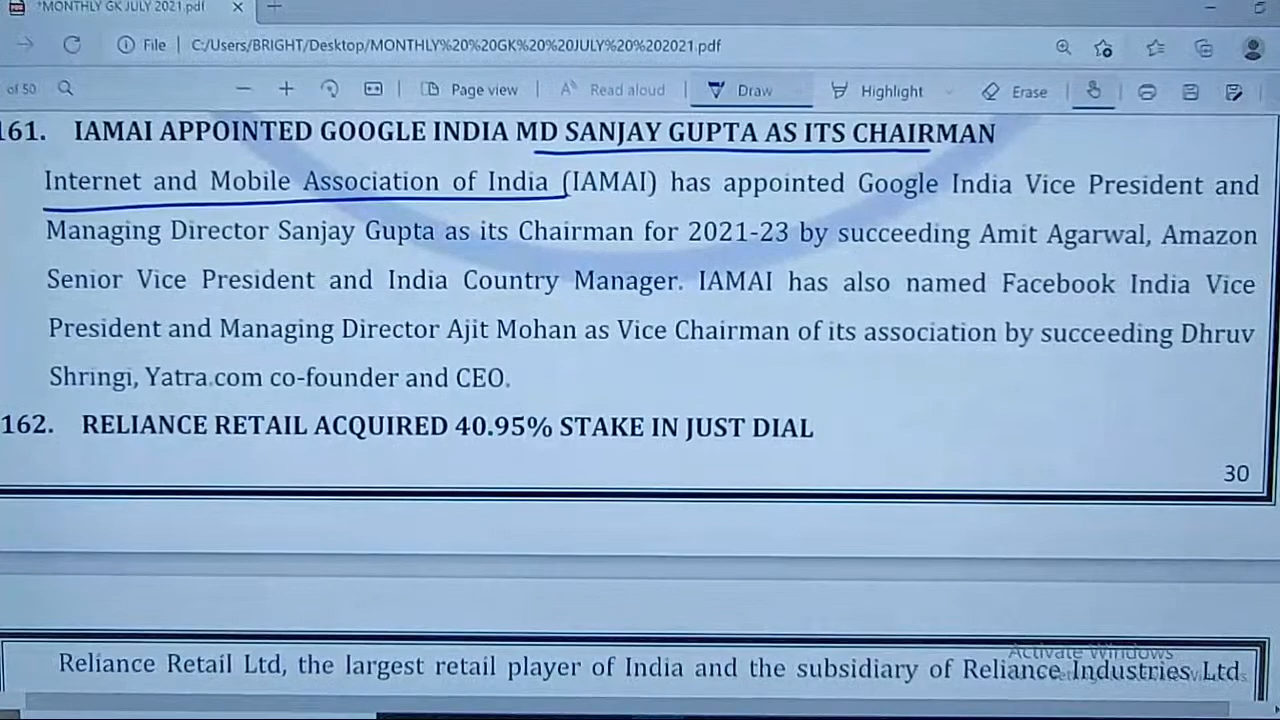 *MONTHLY GK JULY 2021.pdf
File C:/Users/BRIGHT/Desktop/MONTHLY%20%20GK%20%20JULY%20%202021.pdf
of 50 Page view Read aloud Draw Highlight Erase
161. IAMAI APPOINTED GOOGLE INDIA MD SANJAY GUPTA AS ITS CHAIRMAN
Internet and Mobile Association of India (IAMAI) has appointed Google India Vice President and
Managing Director Sanjay Gupta as its Chairman for 2021-23 by succeeding Amit Agarwal, Amazon
Senior Vice President and India Country Manager. IAMAI has also named Facebook India Vice
President and Managing Director Ajit Mohan as Vice Chairman of its association by succeeding Dhruv
Shringi, Yatra.com co-founder and CEO.
162. RELIANCE RETAIL ACQUIRED 40.95% STAKE IN JUST DIAL
30
Activate Windows
Reliance Retail Ltd, the largest retail player of India and the subsidiary of Reliance Industries Ltd